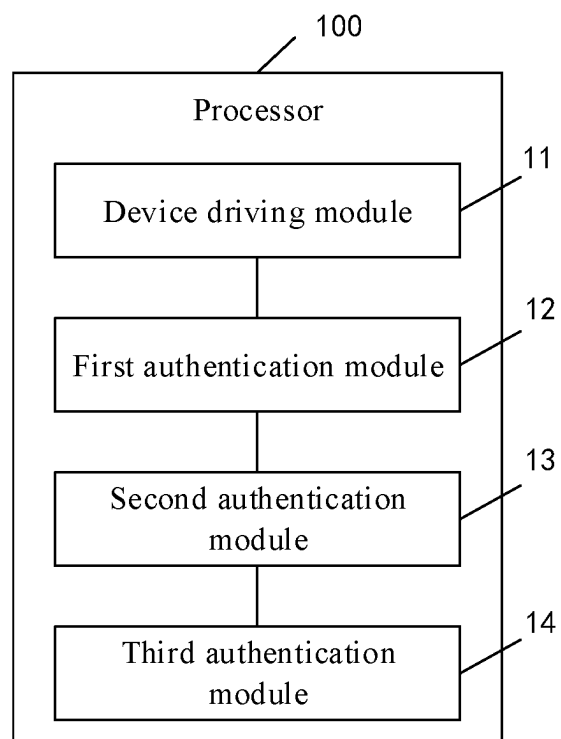 100
Processor
11
Device driving module
12
First authentication module
13
Second authentication
module
14
Third authentication
module